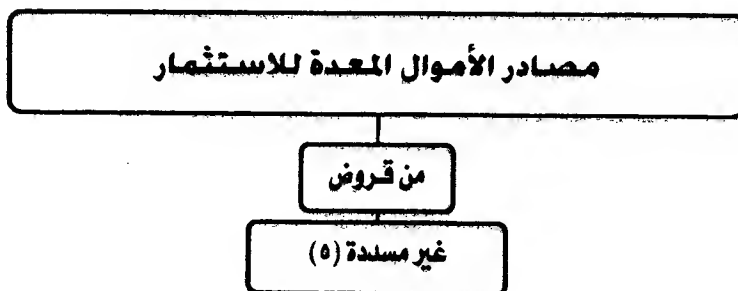 مصادر الأموال المعدة للاستثمار
من قروض
غير مسددة (٥)